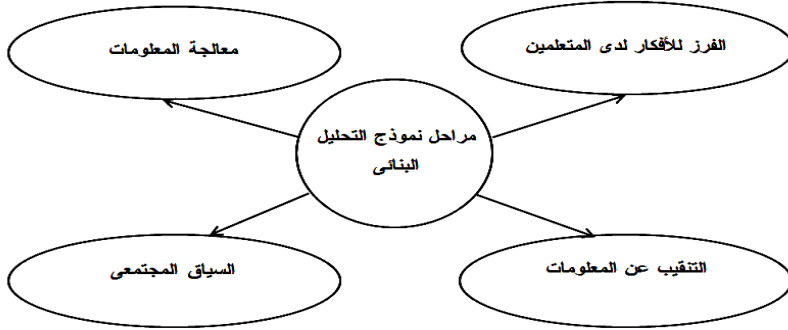 الفرز للأفكار لدى المتعلمين
معالجة المعلومات
مراحل نموذج التحليل
البنائى
التنقيب عن المعلومات
السياق المجتمعى